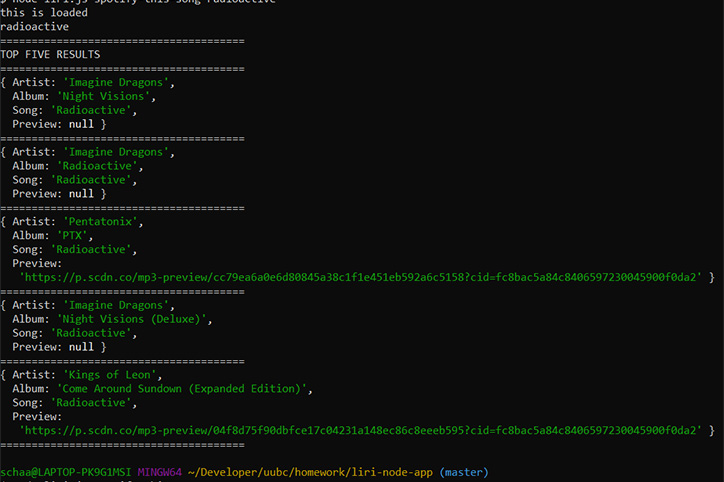 $ node liri.js spotify-this-song radioactive
this is loaded
radioactive
=======================================
TOP FIVE RESULTS
=======================================
{ Artist: 'Imagine Dragons',
  Album: 'Night Visions',
  Song: 'Radioactive',
  Preview: null }
=======================================
{ Artist: 'Imagine Dragons',
  Album: 'Radioactive',
  Song: 'Radioactive',
  Preview: null }
=======================================
{ Artist: 'Pentatonix',
  Album: 'PTX',
  Song: 'Radioactive',
  Preview:
   'https://p.scdn.co/mp3-preview/cc79ea6a0e6d80845a38c1f1e451eb592a6c5158?cid=fc8bac5a84c8406597230045900f0da2' }
=======================================
{ Artist: 'Imagine Dragons',
  Album: 'Night Visions (Deluxe)',
  Song: 'Radioactive',
  Preview: null }
=======================================
{ Artist: 'Kings of Leon',
  Album: 'Come Around Sundown (Expanded Edition)',
  Song: 'Radioactive',
  Preview:
   'https://p.scdn.co/mp3-preview/04f8d75f90dbfce17c04231a148ec86c8eeeb595?cid=fc8bac5a84c8406597230045900f0da2' }
=======================================
schaa@LAPTOP-PK9G1MSI MINGW64 ~/Developer/uubc/homework/liri-node-app (master)